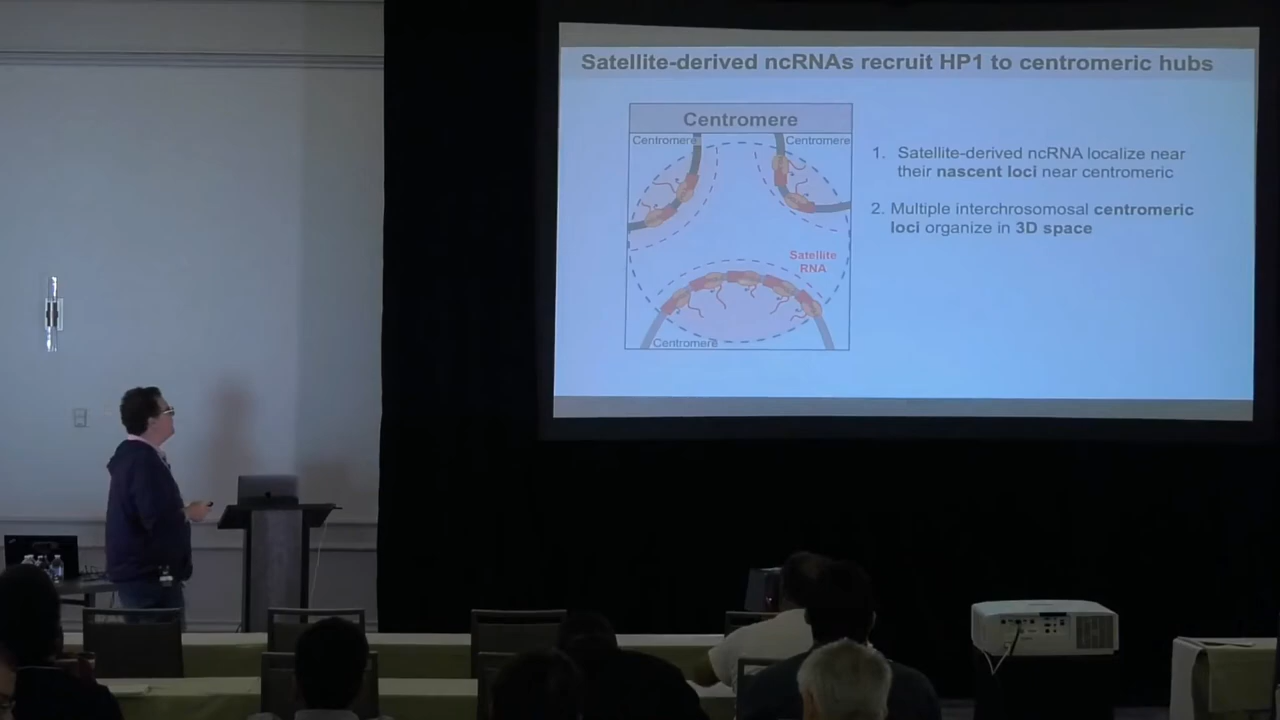 Satellite-derived ncRNAs recruit HP1 to centromeric hubs
Centromere
Centromere
Centromere
Satellite
RNA
Centromere
1. Satellite-derived ncRNA localize near
their nascent loci near centromeric
2. Multiple interchrosomosal centromeric
loci organize in 3D space